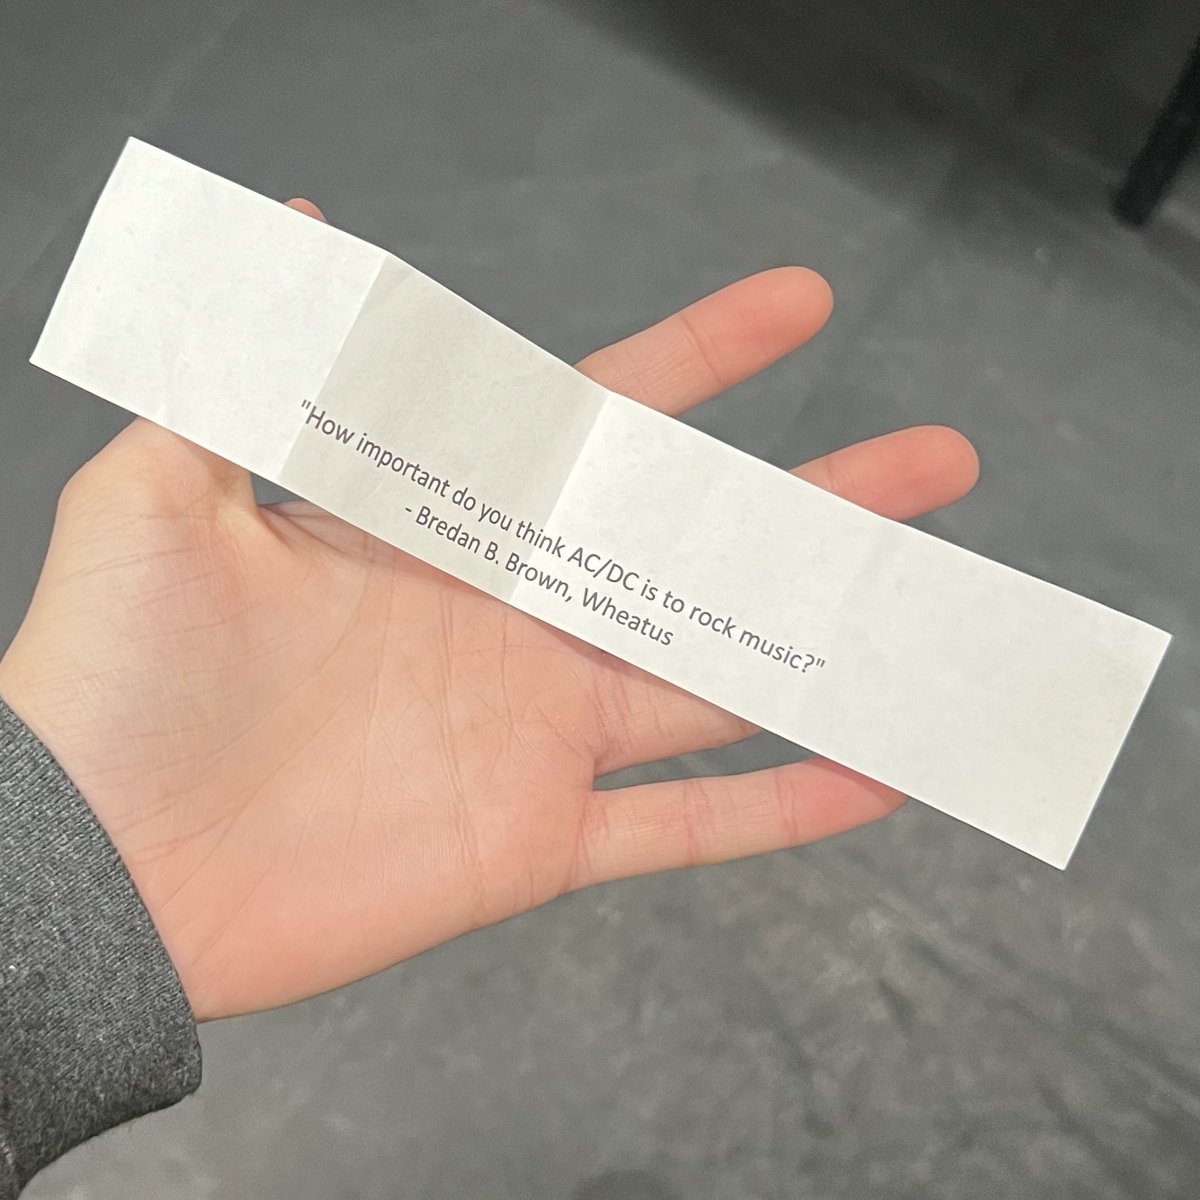 "How important do you think AC/DC is to rock music?"
- Bredan B. Brown, Wheatus